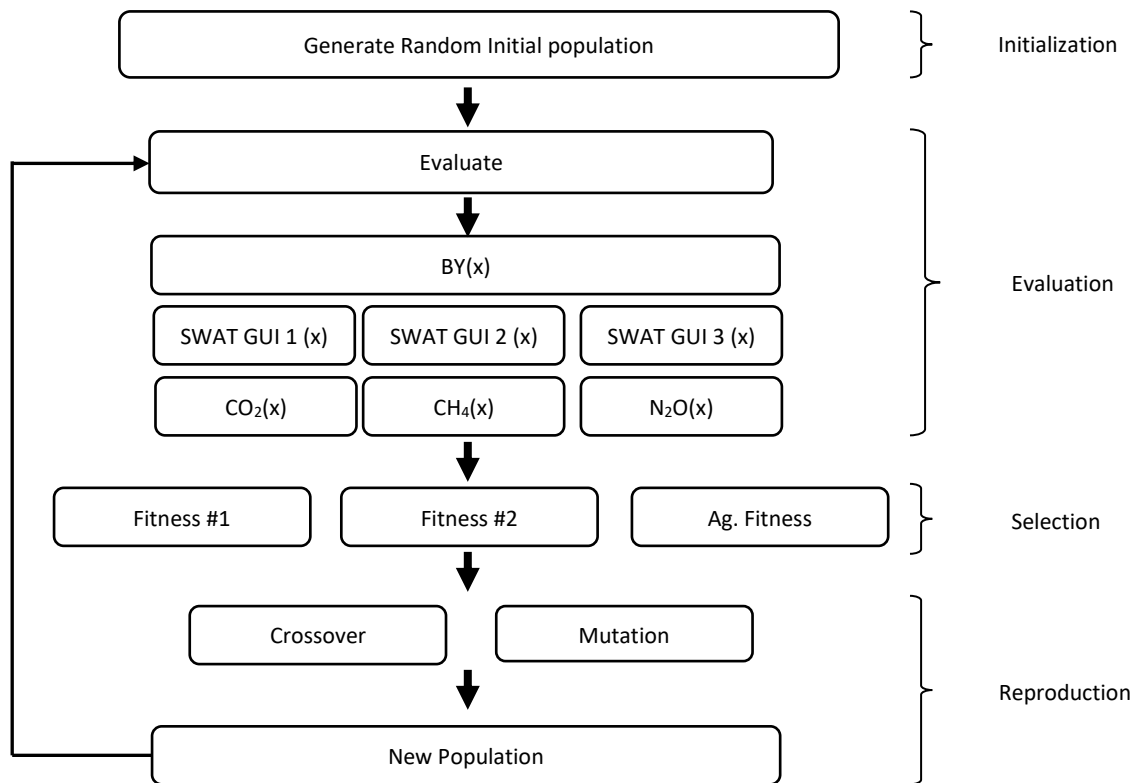 Generate Random Initial population
Initialization
Evaluate
BY(x)
Evaluation
SWAT GUI 1 (x)
SWAT GUI 2 (x)
SWAT GUI 3 (x)
CO₂(x)
CH₄(x)
N₂O(x)
Fitness #1
Fitness #2
Ag. Fitness
Selection
Crossover
Mutation
Reproduction
New Population